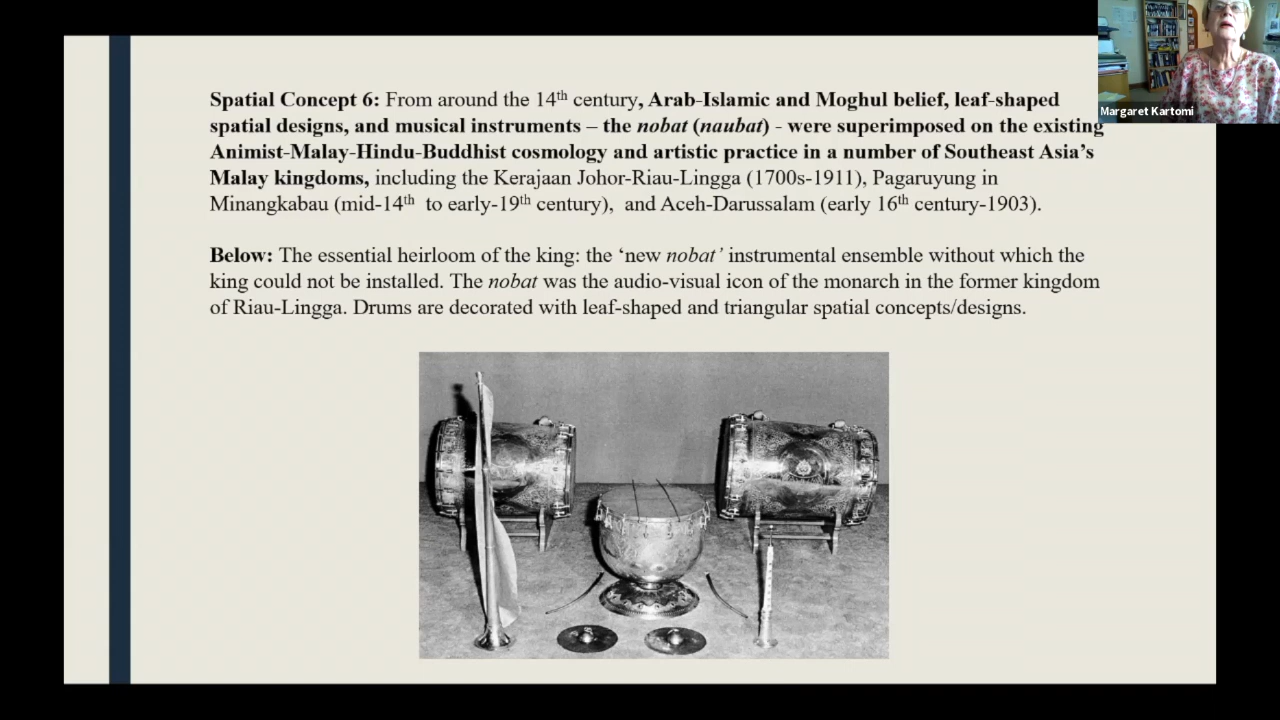 Spatial Concept 6: From around the 14th century, Arab-Islamic and Moghul belief, leaf-shaped
spatial designs, and musical instruments – the nobat (naubat) - were superimposed on the existing
Animist-Malay-Hindu-Buddhist cosmology and artistic practice in a number of Southeast Asia’s
Malay kingdoms, including the Kerajaan Johor-Riau-Lingga (1700s-1911), Pagaruyung in
Minangkabau (mid-14th to early-19th century), and Aceh-Darussalam (early 16th century-1903).
Below: The essential heirloom of the king: the ‘new nobat’ instrumental ensemble without which the
king could not be installed. The nobat was the audio-visual icon of the monarch in the former kingdom
of Riau-Lingga. Drums are decorated with leaf-shaped and triangular spatial concepts/designs.
Margaret Kartomi